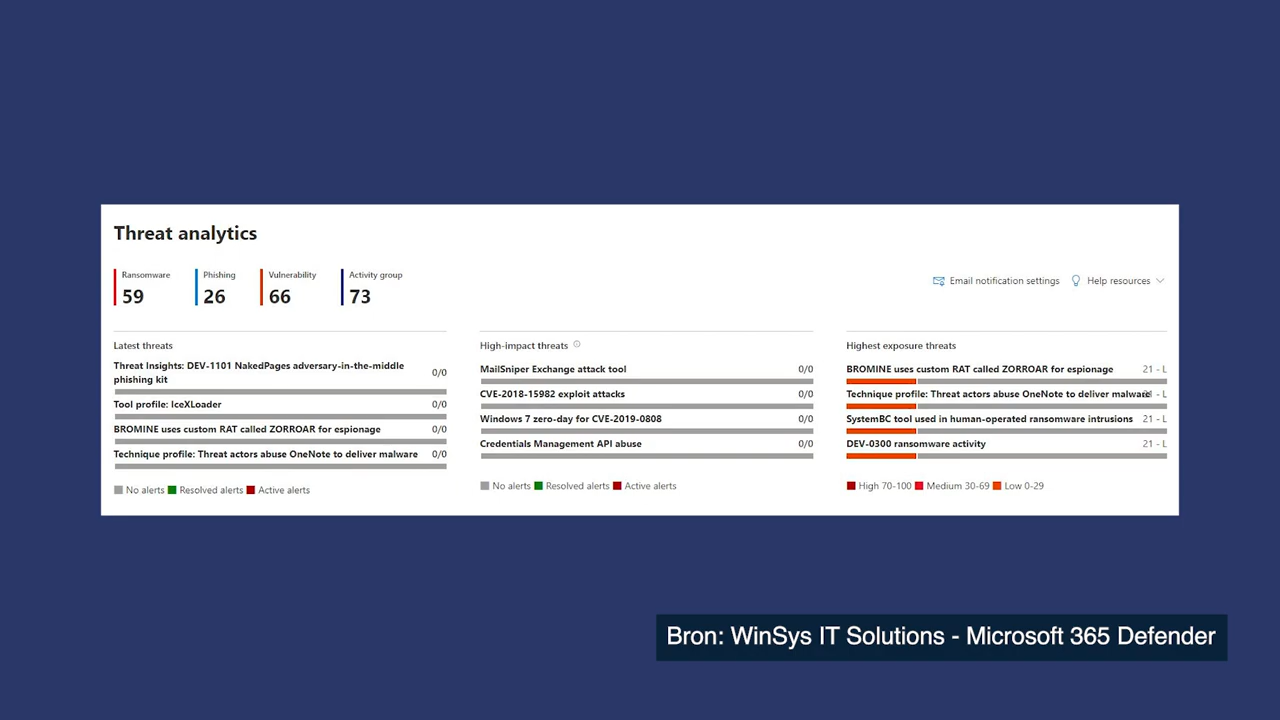 Threat analytics
Ransomware
59
Phishing
26
Vulnerability
66
Activity group
73
Email notification settings
Help resources
Latest threats
Threat Insights: DEV-1101 NakedPages adversary-in-the-middle
phishing kit
0/0
Tool profile: IceXLoader 0/0
BROMINE uses custom RAT called ZORROAR for espionage 0/0
Technique profile: Threat actors abuse OneNote to deliver malware 0/0
No alerts Resolved alerts Active alerts
High-impact threats
MailSniper Exchange attack tool 0/0
CVE-2018-15982 exploit attacks 0/0
Windows 7 zero-day for CVE-2019-0808 0/0
Credentials Management API abuse 0/0
No alerts Resolved alerts Active alerts
Highest exposure threats
BROMINE uses custom RAT called ZORROAR for espionage 21 - L
Technique profile: Threat actors abuse OneNote to deliver malware 21 - L
SystemBC tool used in human-operated ransomware intrusions 21 - L
DEV-0300 ransomware activity 21 - L
High 70-100 Medium 30-69 Low 0-29
Bron: WinSys IT Solutions - Microsoft 365 Defender